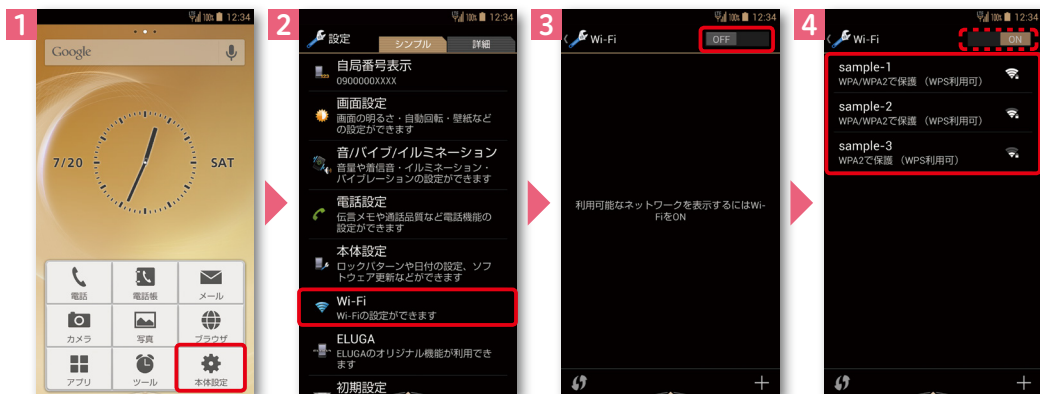 1
100% 12:34
Google
7/20
SAT
電話
電話帳
メール
カメラ
写真
ブラウザ
アプリ
ツール
本体設定
2
100% 12:34
設定
シンプル
詳細
自局番号表示
0900000XXXX
画面設定
画面の明るさ・自動回転・壁紙など
の設定ができます
音/バイブ/イルミネーション
音量や着信音・イルミネーション・
バイブレーションの設定ができます
電話設定
伝言メモや通話品質など電話機能の
設定ができます
本体設定
ロックパターンや日付の設定、ソフ
トウェア更新などができます
Wi-Fi
Wi-Fiの設定ができます
ELUGA
ELUGAのオリジナル機能が利用でき
ます
初期設定
3
100% 12:34
Wi-Fi
OFF
利用可能なネットワークを表示するにはWi-
FiをON
4
100% 12:34
Wi-Fi
ON
sample-1
WPA/WPA2で保護 （WPS利用可）
sample-2
WPA/WPA2で保護 （WPS利用可）
sample-3
WPA2で保護 （WPS利用可）